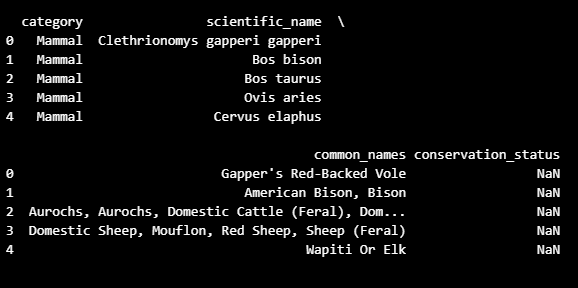 category scientific_name \
0 Mammal Clethrionomys gapperi gapperi
1 Mammal Bos bison
2 Mammal Bos taurus
3 Mammal Ovis aries
4 Mammal Cervus elaphus
common_names conservation_status
0 Gapper's Red-Backed Vole NaN
1 American Bison, Bison NaN
2 Aurochs, Aurochs, Domestic Cattle (Feral), Dom... NaN
3 Domestic Sheep, Mouflon, Red Sheep, Sheep (Feral) NaN
4 Wapiti Or Elk NaN